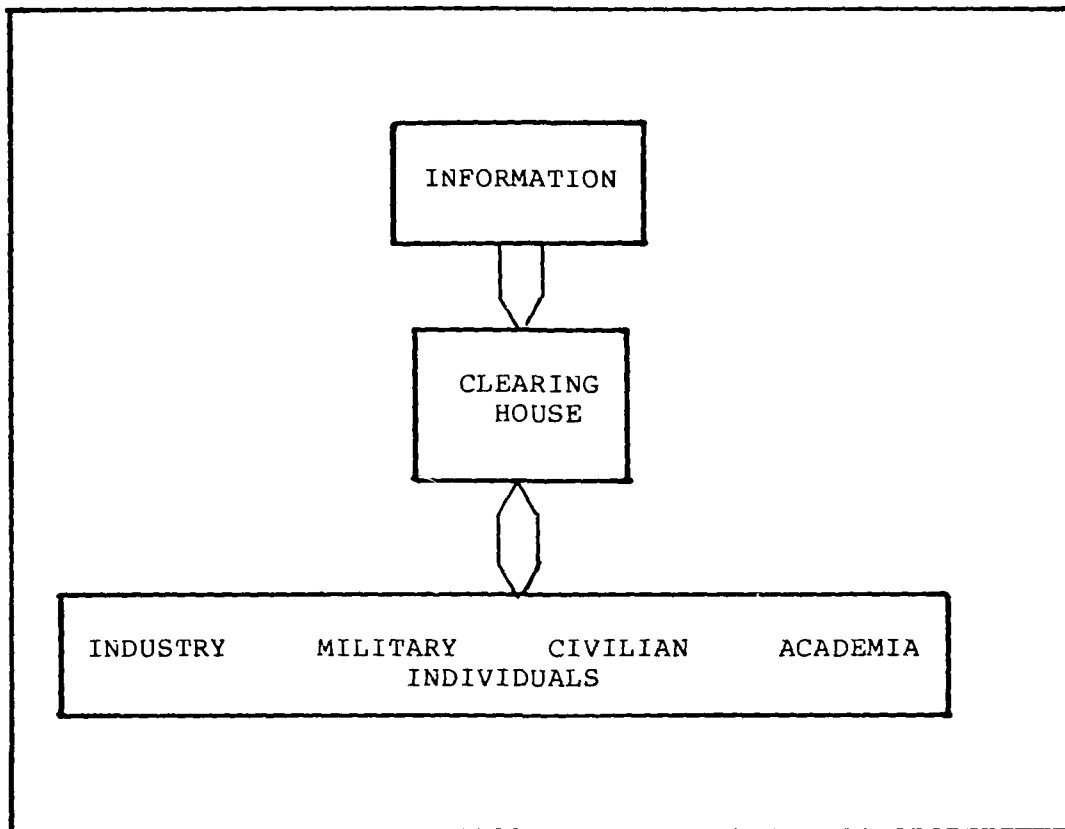 INFORMATION
CLEARING
HOUSE
INDUSTRY MILITARY CIVILIAN ACADEMIA
INDIVIDUALS